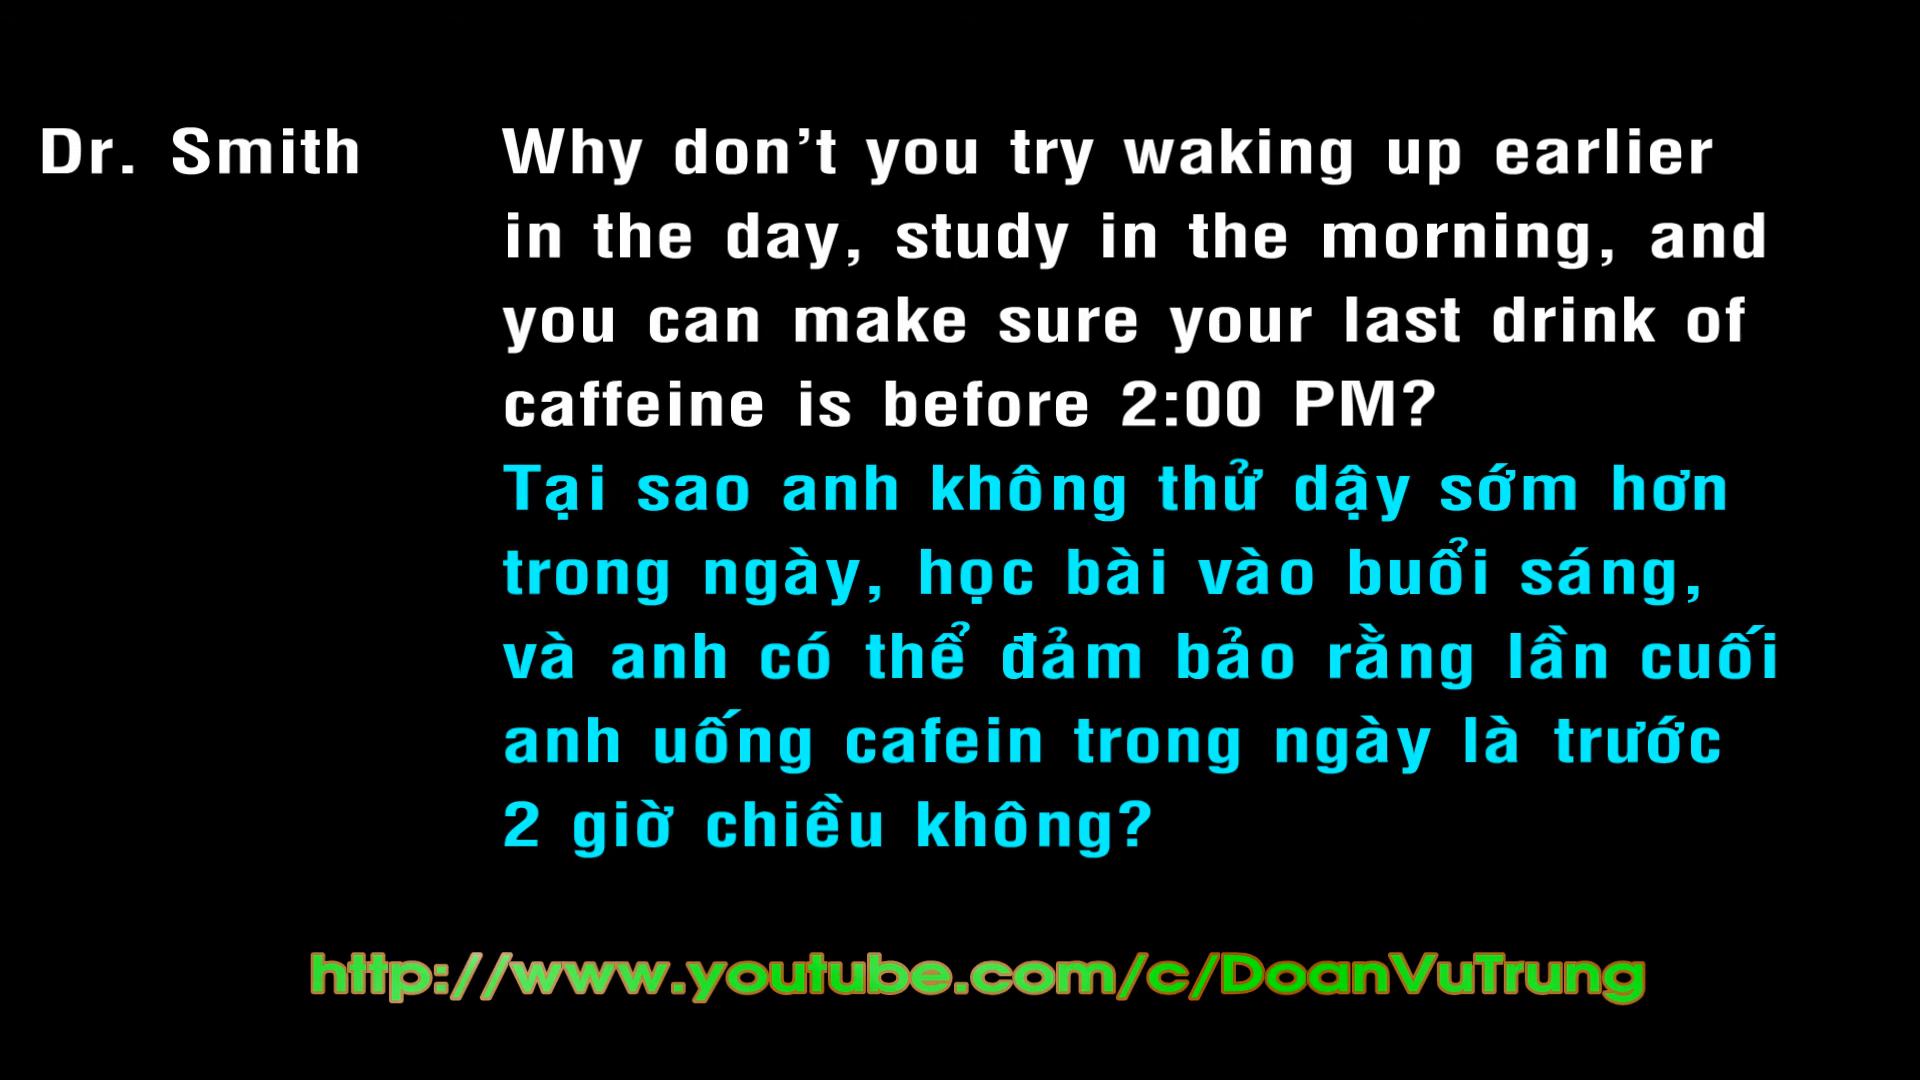 Dr. Smith Why don’t you try waking up earlier
in the day, study in the morning, and
you can make sure your last drink of
caffeine is before 2:00 PM?
Tại sao anh không thử dậy sớm hơn
trong ngày, học bài vào buổi sáng,
và anh có thể đảm bảo rằng lần cuối
anh uống cafein trong ngày là trước
2 giờ chiều không?
http://www.youtube.com/c/DoanVuTrung